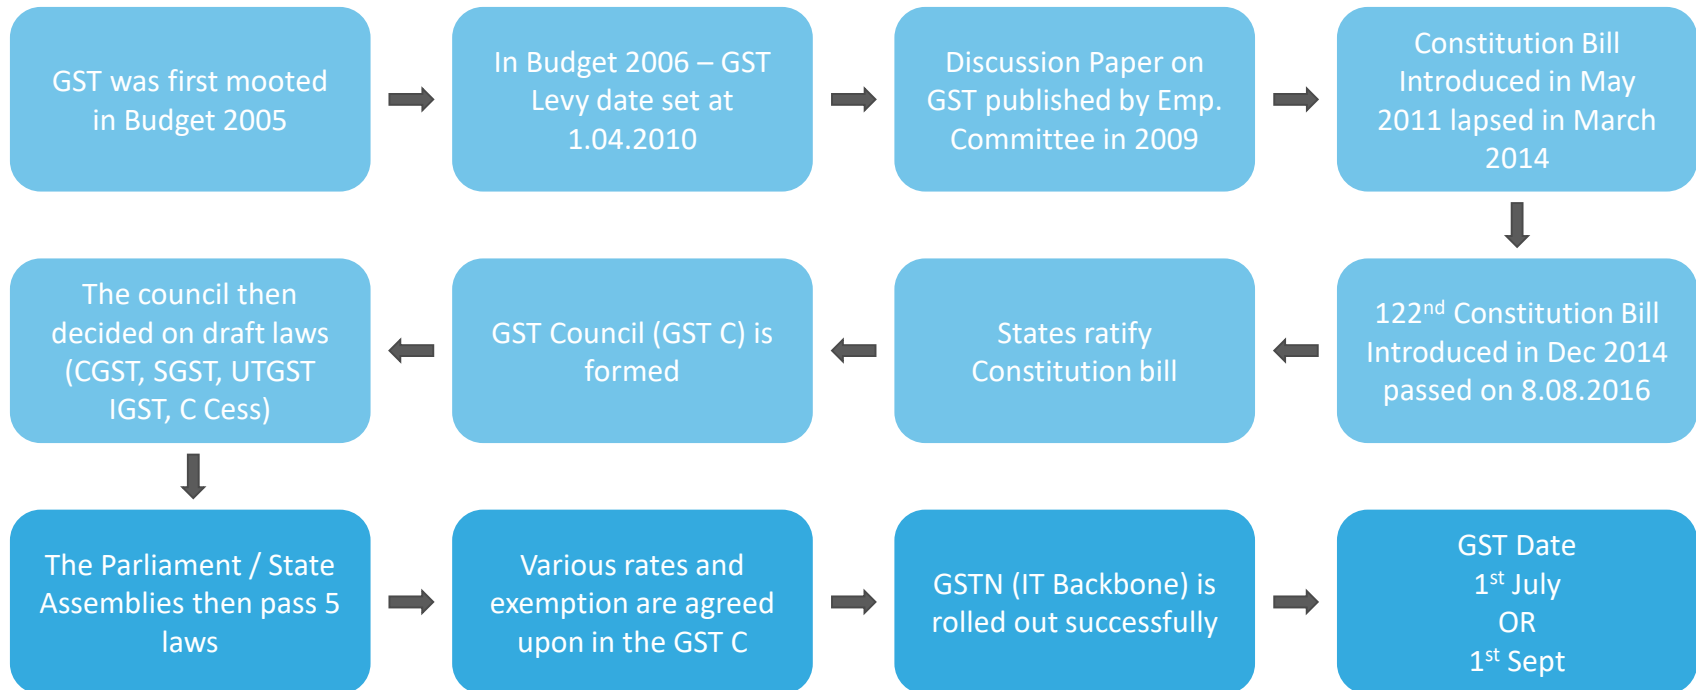 GST was first mooted
in Budget 2005
In Budget 2006 – GST
Levy date set at
1.04.2010
Discussion Paper on
GST published by Emp.
Committee in 2009
Constitution Bill
Introduced in May
2011 lapsed in March
2014
122nd Constitution Bill
Introduced in Dec 2014
passed on 8.08.2016
States ratify
Constitution bill
GST Council (GST C) is
formed
The council then
decided on draft laws
(CGST, SGST, UTGST
IGST, C Cess)
The Parliament / State
Assemblies then pass 5
laws
Various rates and
exemption are agreed
upon in the GST C
GSTN (IT Backbone) is
rolled out successfully
GST Date
1st July
OR
1st Sept